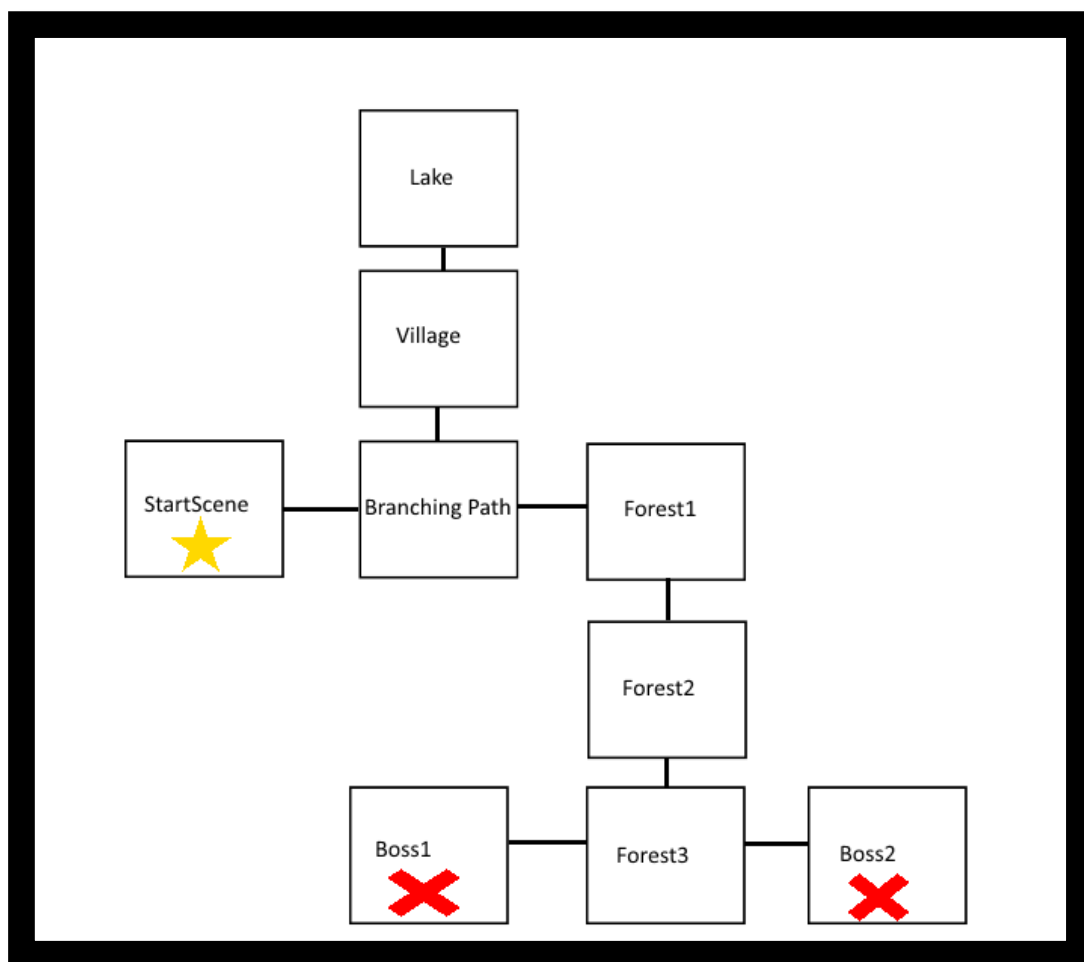 Lake
Village
StartScene
Branching Path
Forest1
Forest2
Boss1
Forest3
Boss2